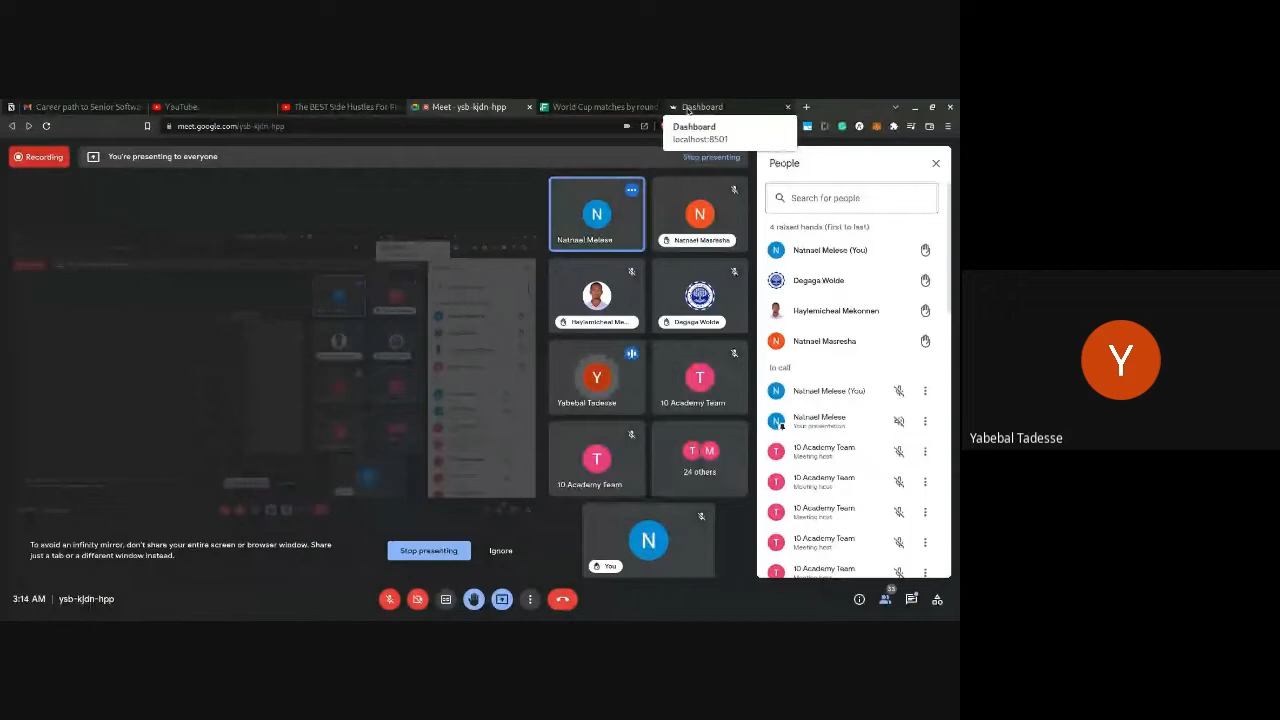 Career path to Senior Softwa
YouTube
The BEST Side Hustles For
Meet - ysb-kjdn-hpp
World Cup matches by round
Dashboard
meet.google.com/ysb-kjdn-hpp
Dashboard
localhost:8501
Recording
You're presenting to everyone
Stop presenting
People
Search for people
4 raised hands (first to last)
Natnael Melese (You)
Degaga Wolde
Haylemicheal Mekonnen
Natnael Masresha
In call
Natnael Melese (You)
Natnael Melese
Your presentation
10 Academy Team
Meeting host
10 Academy Team
Meeting host
10 Academy Team
Meeting host
10 Academy Team
Meeting host
10 Academy Team
N
Natnael Melese
N
Natnael Masresha
Haylemicheal Me...
Degaga Wolde
Y
Yabebal Tadesse
T
10 Academy Team
T
10 Academy Team
T M
24 others
N
You
To avoid an infinity mirror, don't share your entire screen or browser window. Share
just a tab or a different window instead.
Stop presenting
Ignore
3:14 AM
ysb-kjdn-hpp
33
Y
Yabebal Tadesse